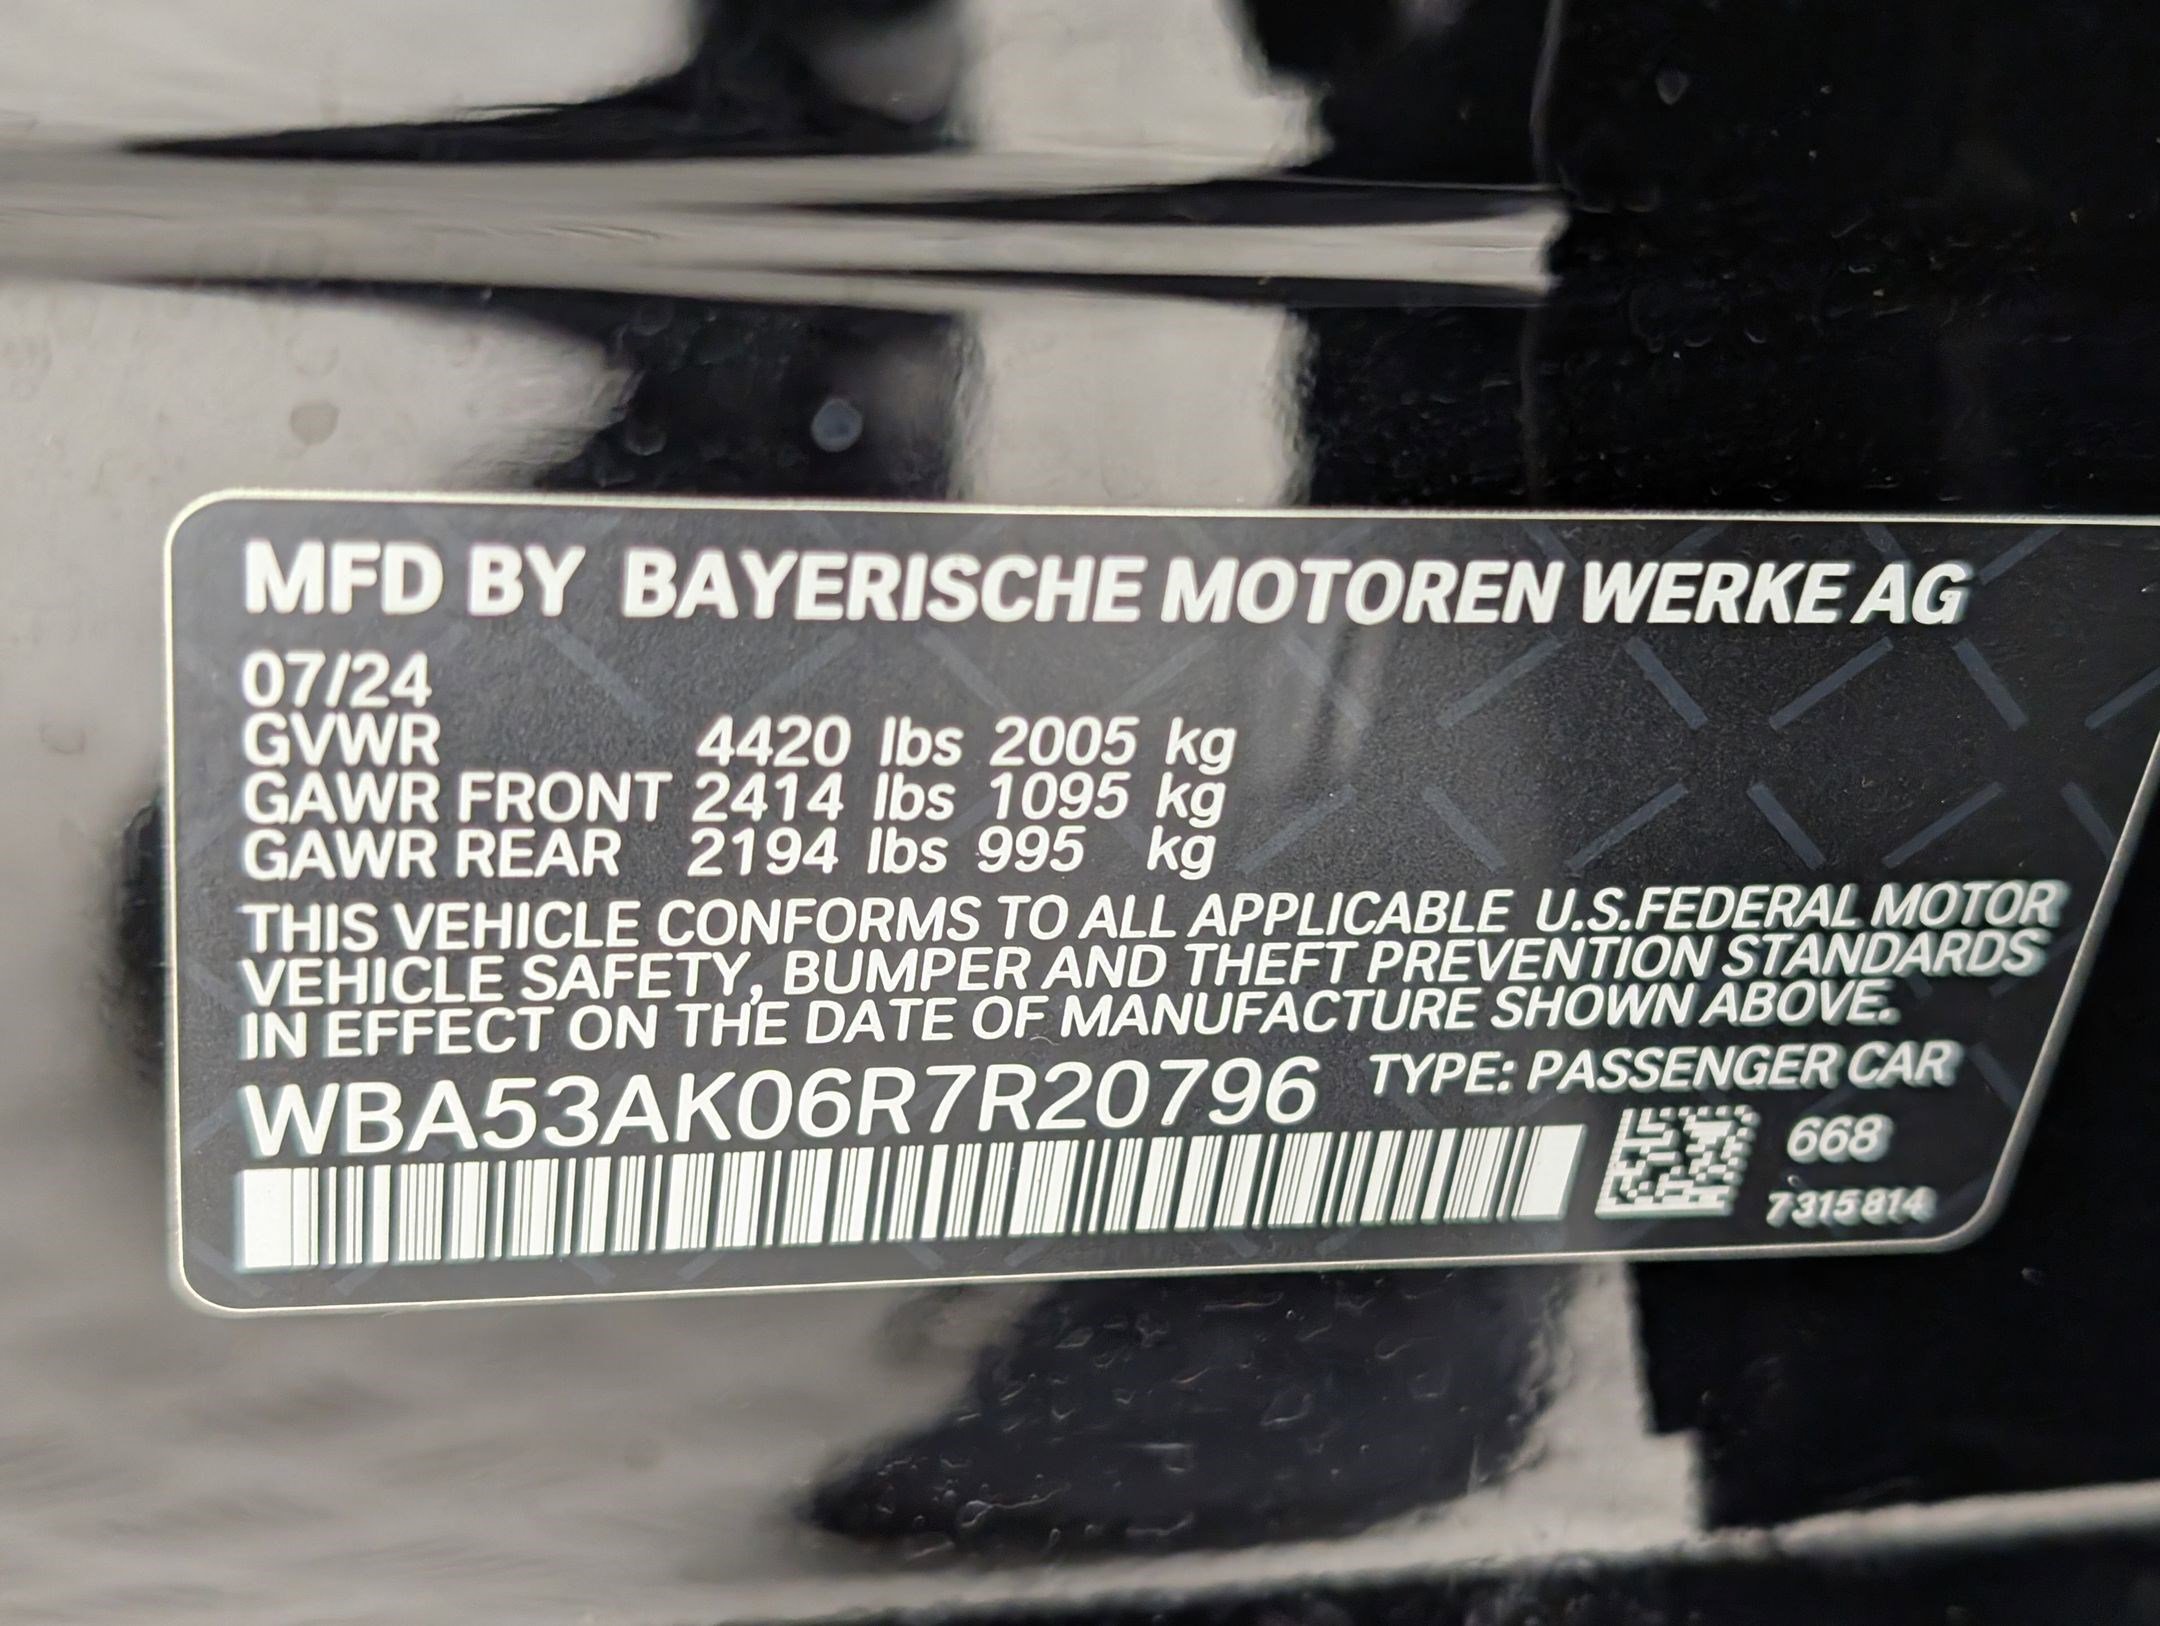 MFD BY BAYERISCHE MOTOREN WERKE AG
07/24
GVWR 4420 lbs 2005 kg
GAWR FRONT 2414 lbs 1095 kg
GAWR REAR 2194 lbs 995 kg
THIS VEHICLE CONFORMS TO ALL APPLICABLE U.S.FEDERAL MOTOR
VEHICLE SAFETY, BUMPER AND THEFT PREVENTION STANDARDS
IN EFFECT ON THE DATE OF MANUFACTURE SHOWN ABOVE.
WBA53AK06R7R20796 TYPE: PASSENGER CAR
668
7315814